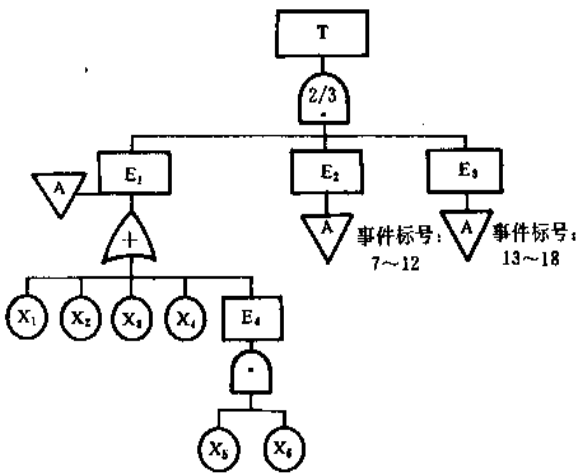 T
2/3
·
E₁
E₂
E₃
A
A
事件标号：
7～12
A
事件标号：
13～18
+
X₁
X₂
X₃
X₄
E₄
·
X₅
X₆